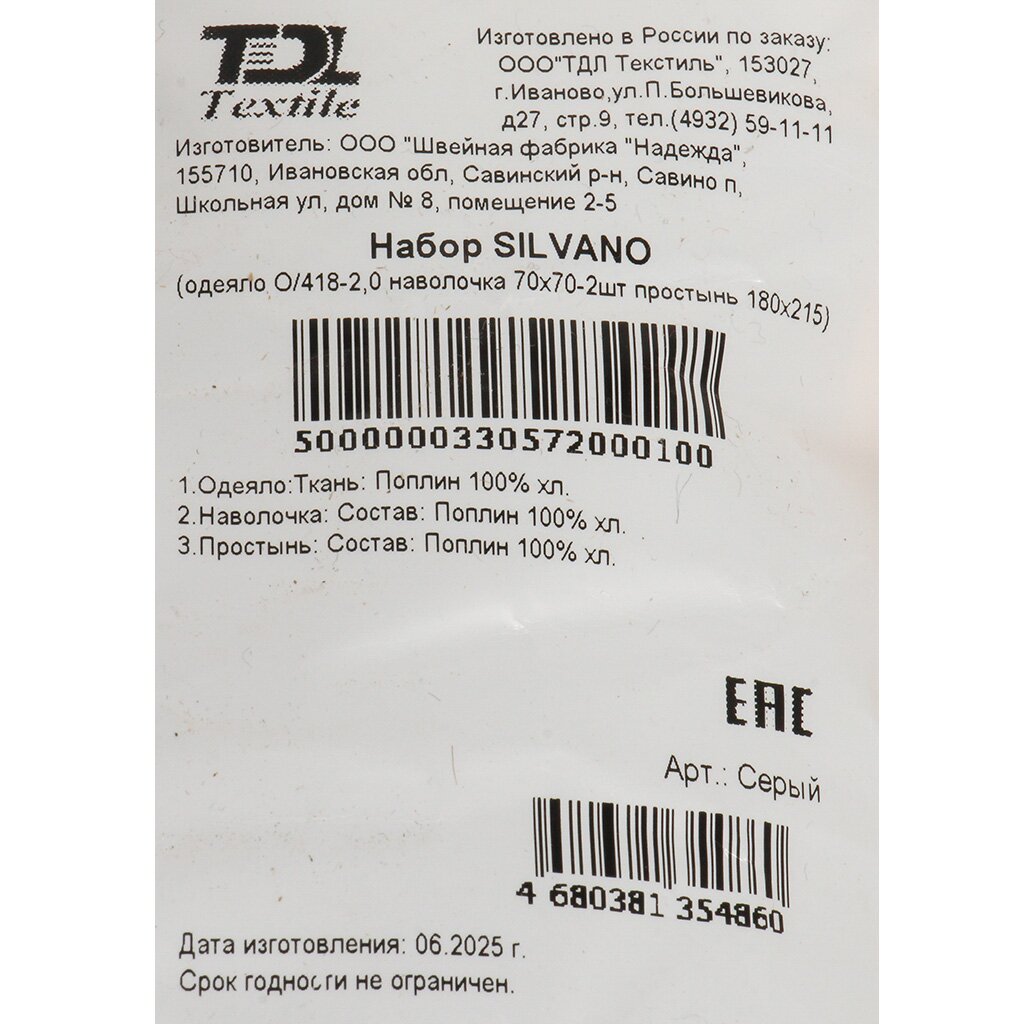 TDL
Textile
Изготовлено в России по заказу:
ООО"ТДЛ Текстиль", 153027,
г.Иваново,ул.П.Большевикова,
д27, стр.9, тел.(4932) 59-11-11
Изготовитель: ООО "Швейная фабрика "Надежда",
155710, Ивановская обл, Савинский р-н, Савино п,
Школьная ул, дом № 8, помещение 2-5
Набор SILVANO
(одеяло О/418-2,0 наволочка 70х70-2шт простынь 180х215)
5000000330572000100
1.Одеяло:Ткань: Поплин 100% хл.
2.Наволочка: Состав: Поплин 100% хл.
3.Простынь: Состав: Поплин 100% хл.
EAC
Арт.: Серый
4 680381 354860
Дата изготовления: 06.2025 г.
Срок годности не ограничен.